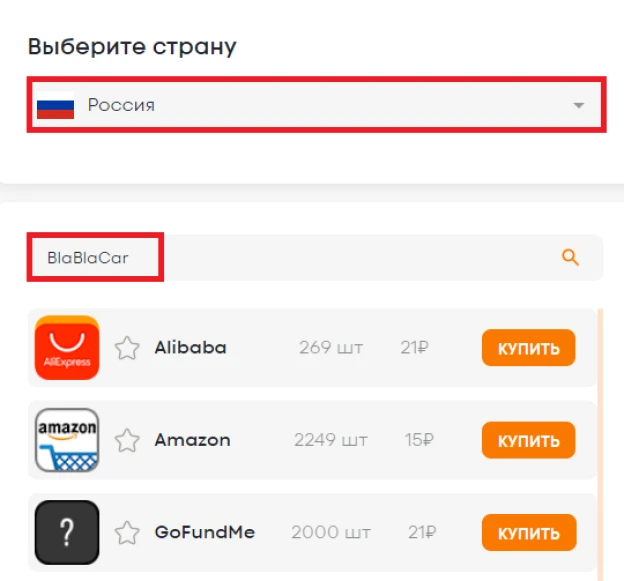 Выберите страну
Россия
BlaBlaCar
AliExpress Alibaba 269 шт 21₽ КУПИТЬ
amazon Amazon 2249 шт 15₽ КУПИТЬ
? GoFundMe 2000 шт 21₽ КУПИТЬ